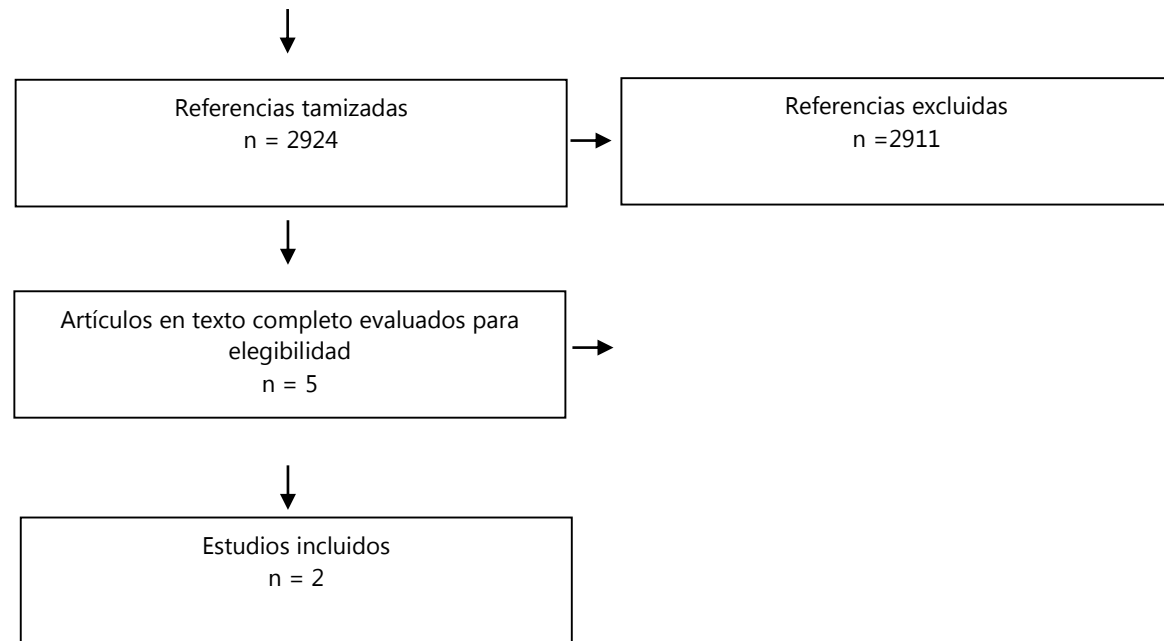 Referencias tamizadas
n = 2924
Referencias excluidas
n =2911
Artículos en texto completo evaluados para
elegibilidad
n = 5
Estudios incluidos
n = 2